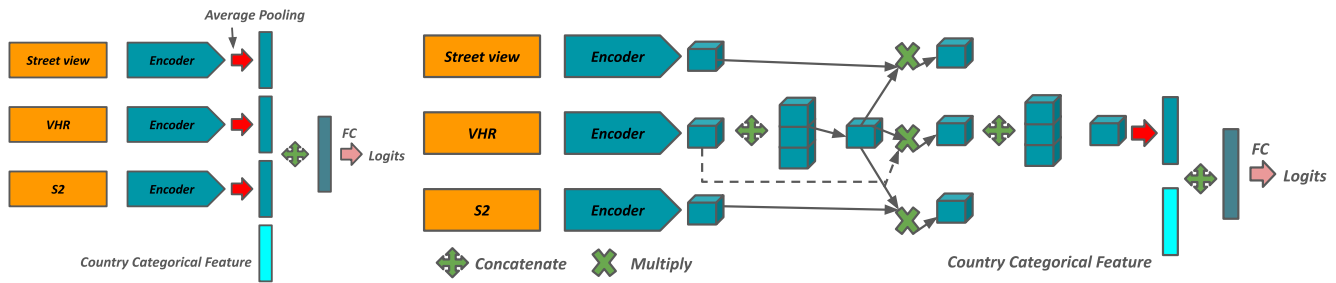 Average Pooling
Street view
Encoder
VHR
Encoder
S2
Encoder
FC
Logits
Country Categorical Feature
Street view
Encoder
VHR
Encoder
S2
Encoder
FC
Logits
Concatenate
Multiply
Country Categorical Feature